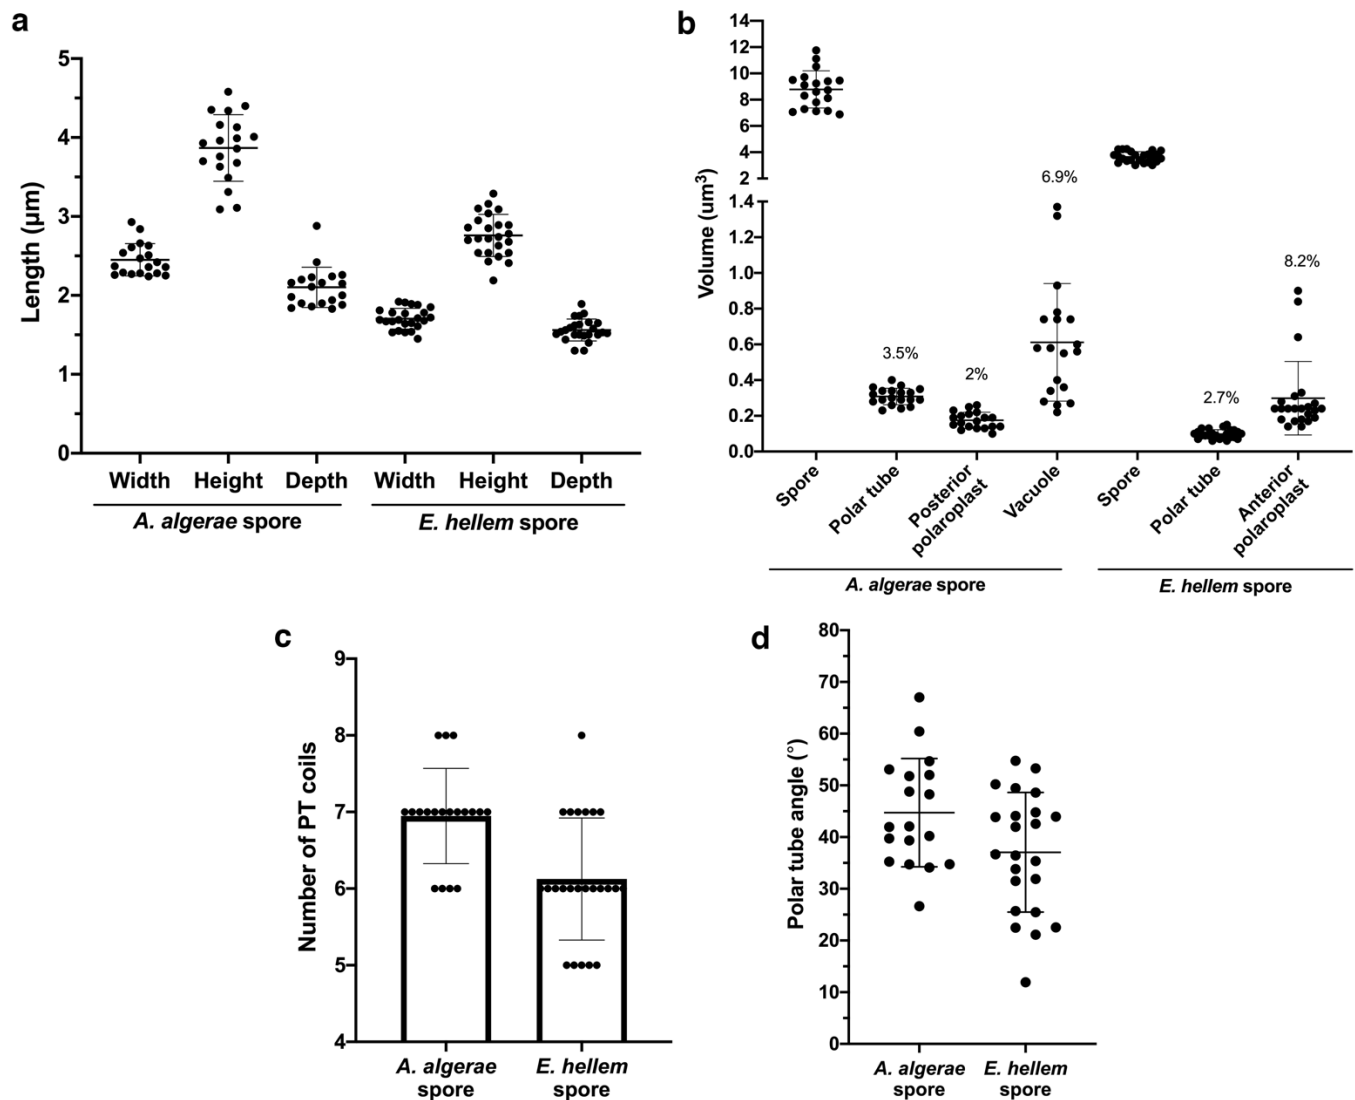 a
5
4
3
2
1
0
Length (µm)
Width Height Depth Width Height Depth
A. algerae spore E. hellem spore
b
14
12
10
8
6
4
2
1.4
1.2
1.0
0.8
0.6
0.4
0.2
0.0
Volume (um³)
3.5%
2%
6.9%
2.7%
8.2%
Spore
Polar tube
Posterior
polaroplast
Vacuole
Spore
Polar tube
Anterior
polaroplast
A. algerae spore E. hellem spore
c
9
8
7
6
5
4
Number of PT coils
A. algerae
spore
E. hellem
spore
d
80
70
60
50
40
30
20
10
0
Polar tube angle (°)
A. algerae
spore
E. hellem
spore